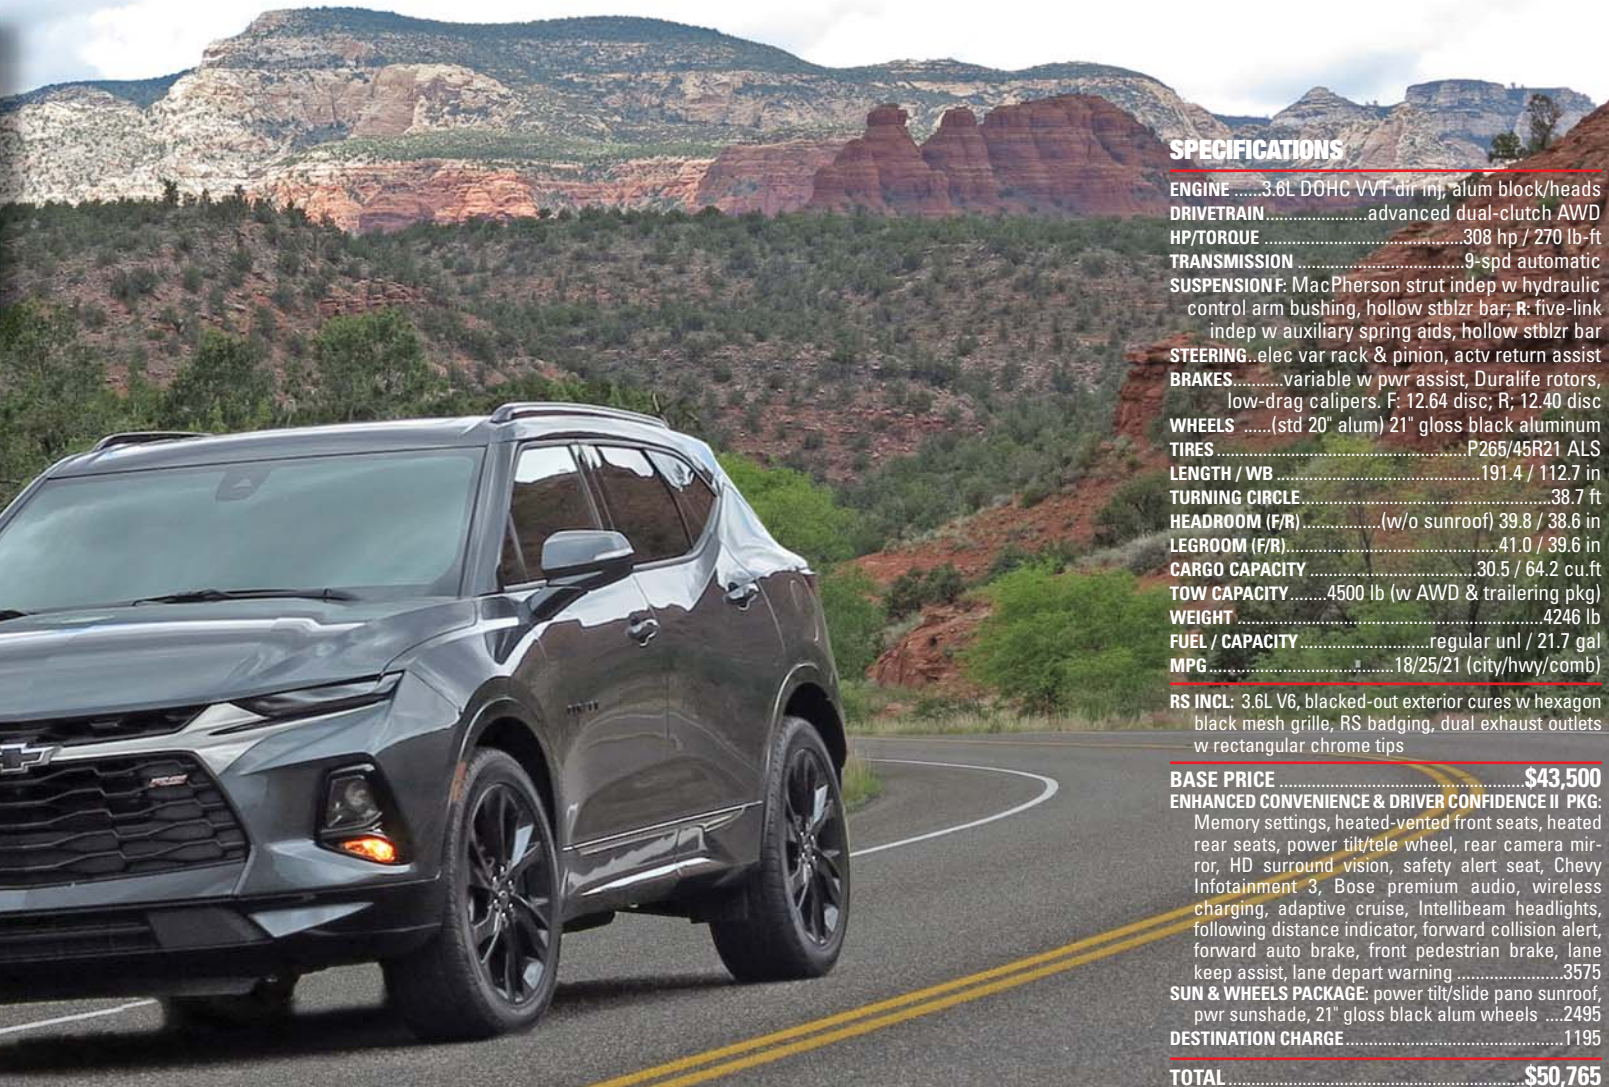 SPECIFICATIONS
ENGINE ......3.6L DOHC VVT dir inj, alum block/heads
DRIVETRAIN......................advanced dual-clutch AWD
HP/TORQUE ...........................................308 hp / 270 lb-ft
TRANSMISSION ....................................9-spd automatic
SUSPENSION F: MacPherson strut indep w hydraulic
control arm bushing, hollow stblzr bar; R: five-link
indep w auxiliary spring aids, hollow stblzr bar
STEERING..elec var rack & pinion, actv return assist
BRAKES...........variable w pwr assist, Duralife rotors,
low-drag calipers. F: 12.64 disc; R; 12.40 disc
WHEELS ......(std 20" alum) 21" gloss black aluminum
TIRES......................................................P265/45R21 ALS
LENGTH / WB ............................................191.4 / 112.7 in
TURNING CIRCLE......................................................38.7 ft
HEADROOM (F/R).................(w/o sunroof) 39.8 / 38.6 in
LEGROOM (F/R)..............................................41.0 / 39.6 in
CARGO CAPACITY ....................................30.5 / 64.2 cu.ft
TOW CAPACITY........4500 lb (w AWD & trailering pkg)
WEIGHT ..................................................................4246 lb
FUEL / CAPACITY ............................regular unl / 21.7 gal
MPG........................................18/25/21 (city/hwy/comb)
RS INCL: 3.6L V6, blacked-out exterior cures w hexagon
black mesh grille, RS badging, dual exhaust outlets
w rectangular chrome tips
BASE PRICE .....................................................$43,500
ENHANCED CONVENIENCE & DRIVER CONFIDENCE II PKG:
Memory settings, heated-vented front seats, heated
rear seats, power tilt/tele wheel, rear camera mir-
ror, HD surround vision, safety alert seat, Chevy
Infotainment 3, Bose premium audio, wireless
charging, adaptive cruise, Intellibeam headlights,
following distance indicator, forward collision alert,
forward auto brake, front pedestrian brake, lane
keep assist, lane depart warning .......................3575
SUN & WHEELS PACKAGE: power tilt/slide pano sunroof,
pwr sunshade, 21" gloss black alum wheels ....2495
DESTINATION CHARGE...............................................1195
TOTAL ................................................................$50,765